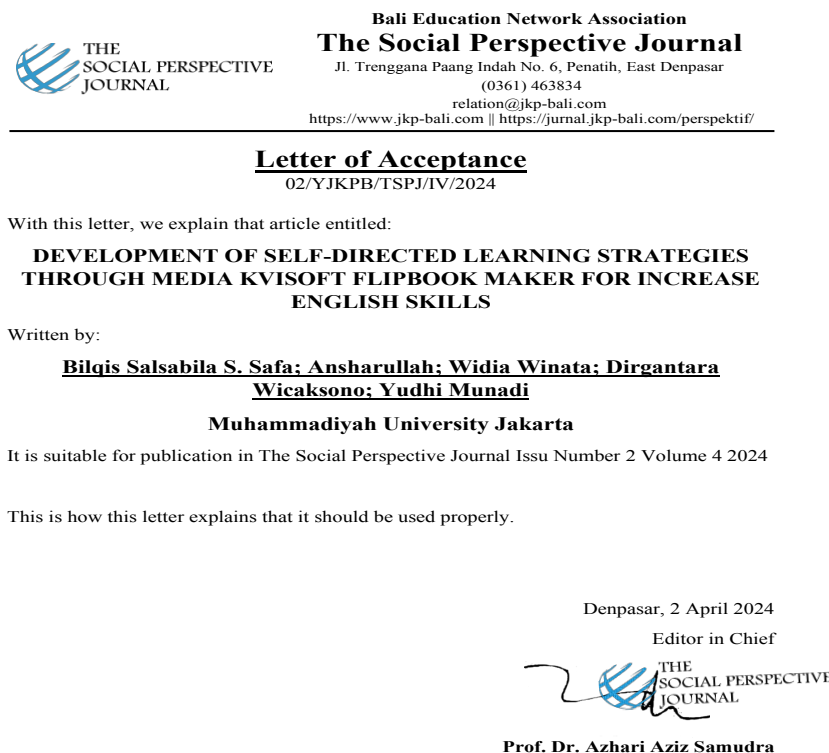 THE
SOCIAL PERSPECTIVE
JOURNAL
Bali Education Network Association
The Social Perspective Journal
Jl. Trenggana Paang Indah No. 6, Penatih, East Denpasar
(0361) 463834
relation@jkp-bali.com
https://www.jkp-bali.com || https://jurnal.jkp-bali.com/perspektif/
Letter of Acceptance
02/YJKPB/TSPJ/IV/2024
With this letter, we explain that article entitled:
DEVELOPMENT OF SELF-DIRECTED LEARNING STRATEGIES
THROUGH MEDIA KVISOFT FLIPBOOK MAKER FOR INCREASE
ENGLISH SKILLS
Written by:
Bilqis Salsabila S. Safa; Ansharullah; Widia Winata; Dirgantara
Wicaksono; Yudhi Munadi
Muhammadiyah University Jakarta
It is suitable for publication in The Social Perspective Journal Issu Number 2 Volume 4 2024
This is how this letter explains that it should be used properly.
Denpasar, 2 April 2024
Editor in Chief
THE
SOCIAL PERSPECTIVE
JOURNAL
Prof. Dr. Azhari Aziz Samudra